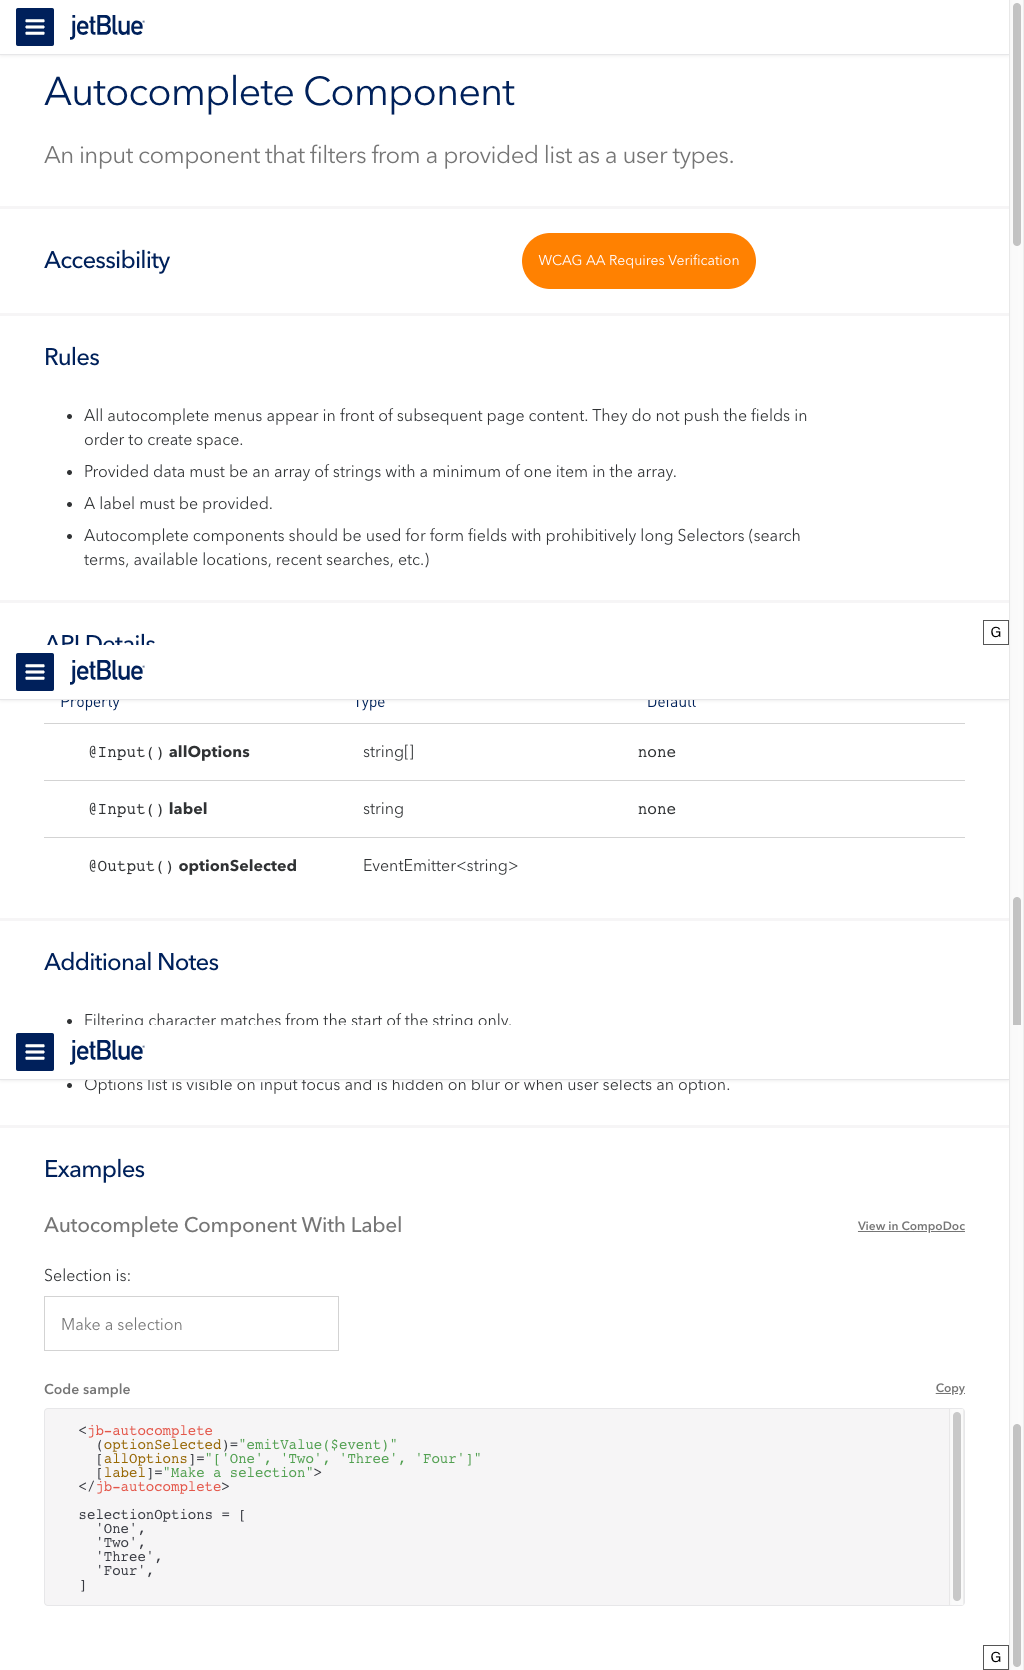 jetBlue
Autocomplete Component
An input component that filters from a provided list as a user types.
Accessibility
WCAG AA Requires Verification
Rules
• All autocomplete menus appear in front of subsequent page content. They do not push the fields in
order to create space.
• Provided data must be an array of strings with a minimum of one item in the array.
• A label must be provided.
• Autocomplete components should be used for form fields with prohibitively long Selectors (search
terms, available locations, recent searches, etc.)
API Details
G
jetBlue
Property Type Default
@Input() allOptions string[] none
@Input() label string none
@Output() optionSelected EventEmitter<string>
Additional Notes
• Filtering character matches from the start of the string only.
jetBlue
• Options list is visible on input focus and is hidden on blur or when user selects an option.
Examples
Autocomplete Component With Label View in CompoDoc
Selection is:
Make a selection
Code sample Copy
<jb-autocomplete
(optionSelected)="emitValue($event)"
[allOptions]="['One', 'Two', 'Three', 'Four']"
[label]="Make a selection">
</jb-autocomplete>
selectionOptions = [
'One',
'Two',
'Three',
'Four',
]
G